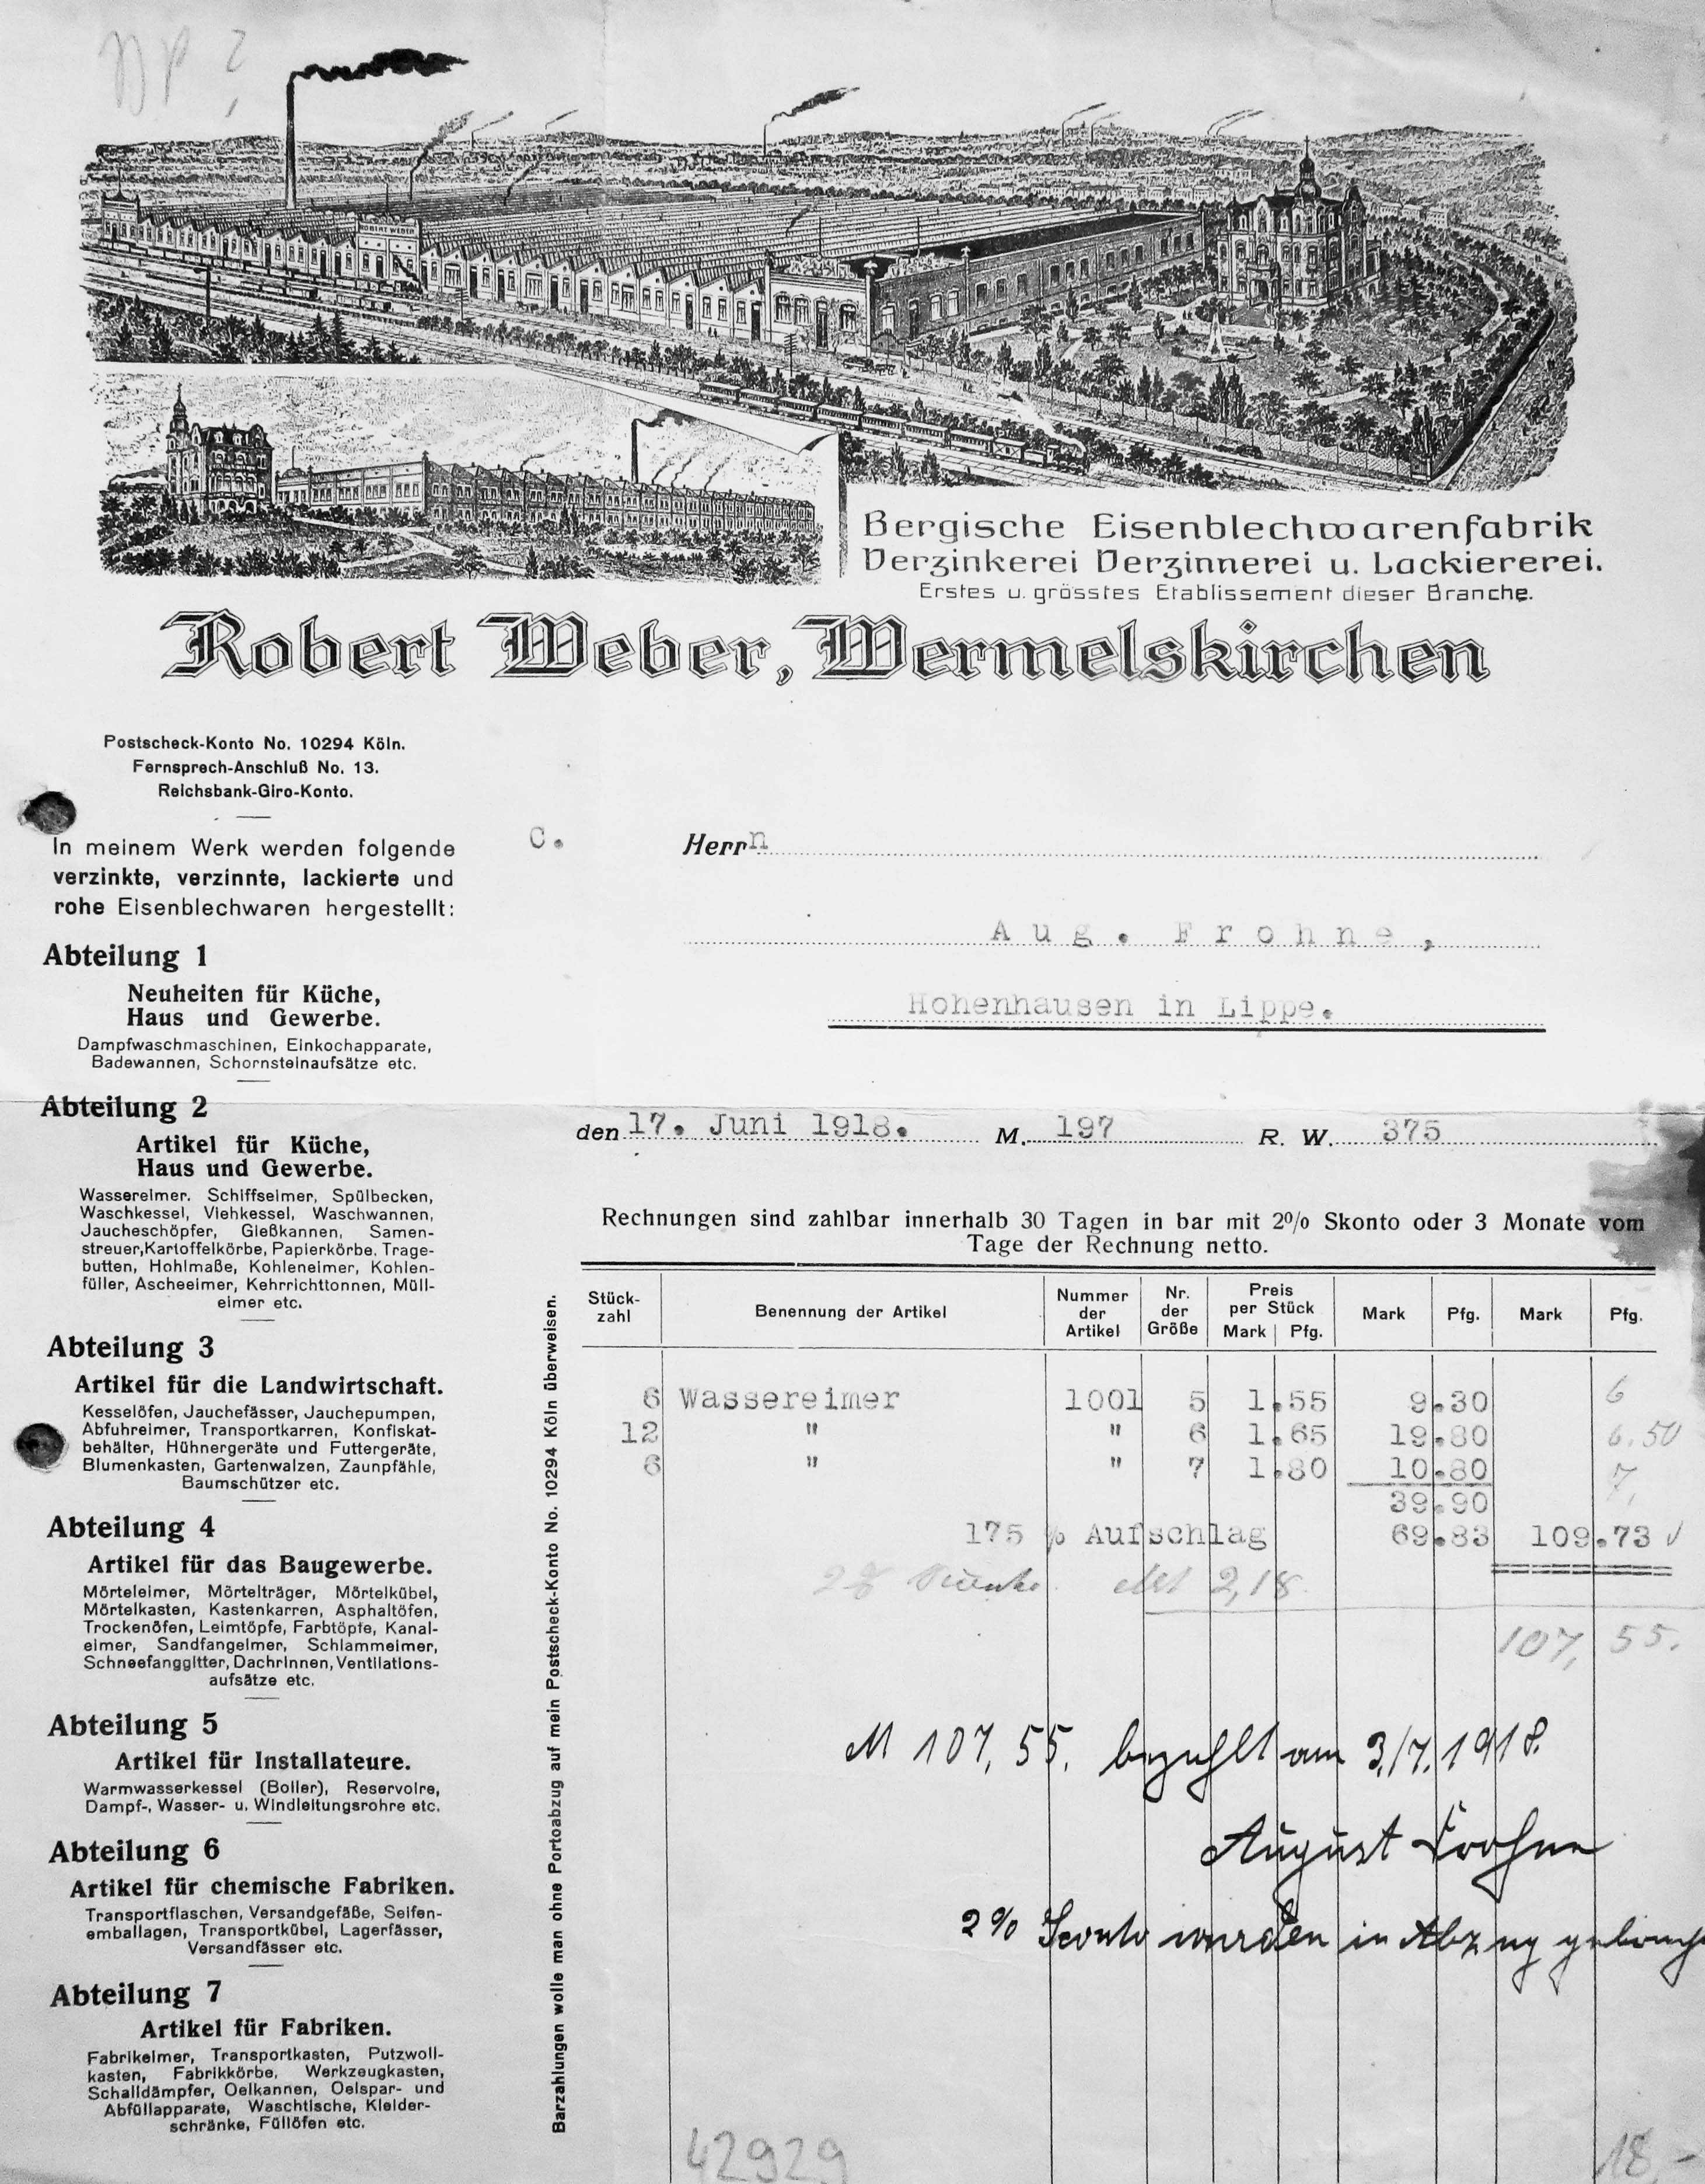 ROBERT WEBER
Bergische Eisenblechwarenfabrik
Verzinkerei Verzinnerei u. Lackiererei.
Erstes u. grösstes Etablissement dieser Branche.
Robert Weber, Wermelskirchen
Postscheck-Konto No. 10294 Köln.
Fernsprech-Anschluß No. 13.
Reichsbank-Giro-Konto.
In meinem Werk werden folgende
verzinkte, verzinnte, lackierte und
rohe Eisenblechwaren hergestellt:
Abteilung 1
Neuheiten für Küche,
Haus und Gewerbe.
Dampfwaschmaschinen, Einkochapparate,
Badewannen, Schornsteinaufsätze etc.
Abteilung 2
Artikel für Küche,
Haus und Gewerbe.
Wassereimer. Schiffseimer, Spülbecken,
Waschkessel, Viehkessel, Waschwannen,
Jaucheschöpfer, Gießkannen, Samen-
streuer, Kartoffelkörbe, Papierkörbe. Trage-
butten, Hohlmaße, Kohleneimer, Kohlen-
füller, Ascheeimer, Kehrrichttonnen, Müll-
eimer etc.
Abteilung 3
Artikel für die Landwirtschaft.
Kesselöfen, Jauchefässer, Jauchepumpen,
Abfuhreimer, Transportkarren, Konfiskat-
behälter, Hühnergeräte und Futtergeräte,
Blumenkasten, Gartenwalzen, Zaunpfähle,
Baumschützer etc.
Abteilung 4
Artikel für das Baugewerbe.
Mörteleimer, Mörtelträger, Mörtelkübel,
Mörtelkasten, Kastenkarren, Asphaltöfen,
Trockenöfen, Leimtöpfe, Farbtöpfe, Kanal-
eimer, Sandfangeimer, Schlammeimer,
Schneefanggitter, Dachrinnen, Ventilations-
aufsätze etc.
Abteilung 5
Artikel für Installateure.
Warmwasserkessel (Boiler), Reservoire,
Dampf-, Wasser- u. Windleitungsrohre etc.
Abteilung 6
Artikel für chemische Fabriken.
Transportflaschen, Versandgefäße, Seifen-
emballagen, Transportkübel, Lagerfässer,
Versandfässer etc.
Abteilung 7
Artikel für Fabriken.
Fabrikeimer, Transportkasten, Putzwoll-
kasten, Fabrikkörbe, Werkzeugkasten,
Schalldämpfer, Oelkannen, Oelspar- und
Abfüllapparate, Waschtische, Kleider-
schränke, Füllöfen etc.
Barzahlungen wolle man ohne Portoabzug auf mein Postscheck-Konto No. 10294 Köln überweisen.
C. Herrn
Aug. Frohne,
Hohenhausen in Lippe.
den 17. Juni 1918. M. 197 R. W. 375
Rechnungen sind zahlbar innerhalb 30 Tagen in bar mit 2% Skonto oder 3 Monate vom
Tage der Rechnung netto.
Stück-zahl Benennung der Artikel Nummer der Artikel Nr. der Größe Preis per Stück Mark Pfg. Mark Pfg. Mark Pfg.
6 Wassereimer 1001 5 1.55 9.30 6
12 " " 6 1.65 19.80 6.50
6 " " 7 1.80 10.80 7,
39.90
175 % Aufschlag 69.83 109.73
2% Skonto 2,18
107,55.
M 107,55. bezahlt am 3./7.1918.
August Frohne
2% Sconto wurden in Abzug gebracht
42929 18,-